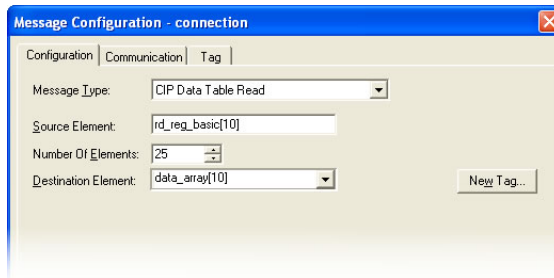 Message Configuration - connection
Configuration Communication Tag
Message Type: CIP Data Table Read
Source Element: rd_reg_basic[10]
Number Of Elements: 25
Destination Element: data_array[10] New Tag...